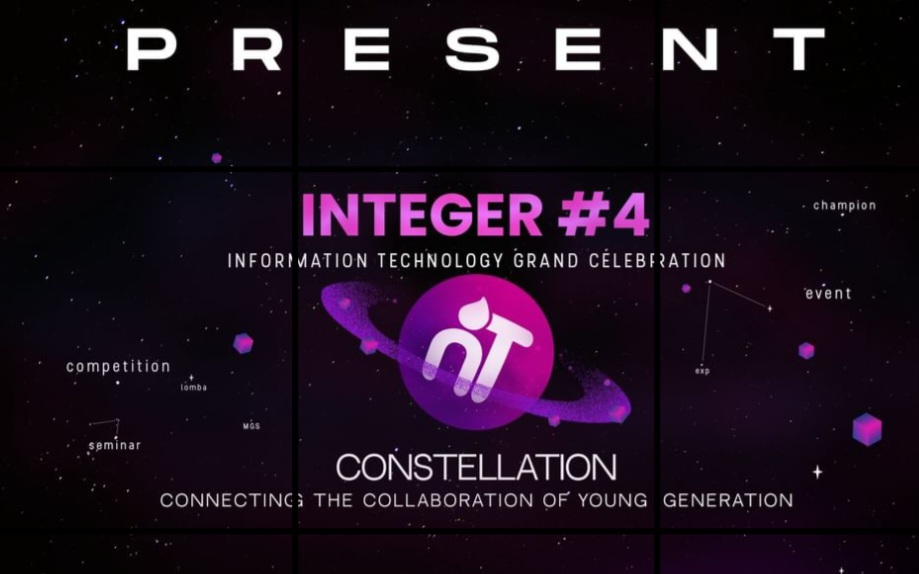 PRESENT
INTEGER #4
INFORMATION TECHNOLOGY GRAND CELEBRATION
champion
event
exp
competition
lomba
MGS
seminar
CONSTELLATION
CONNECTING THE COLLABORATION OF YOUNG GENERATION